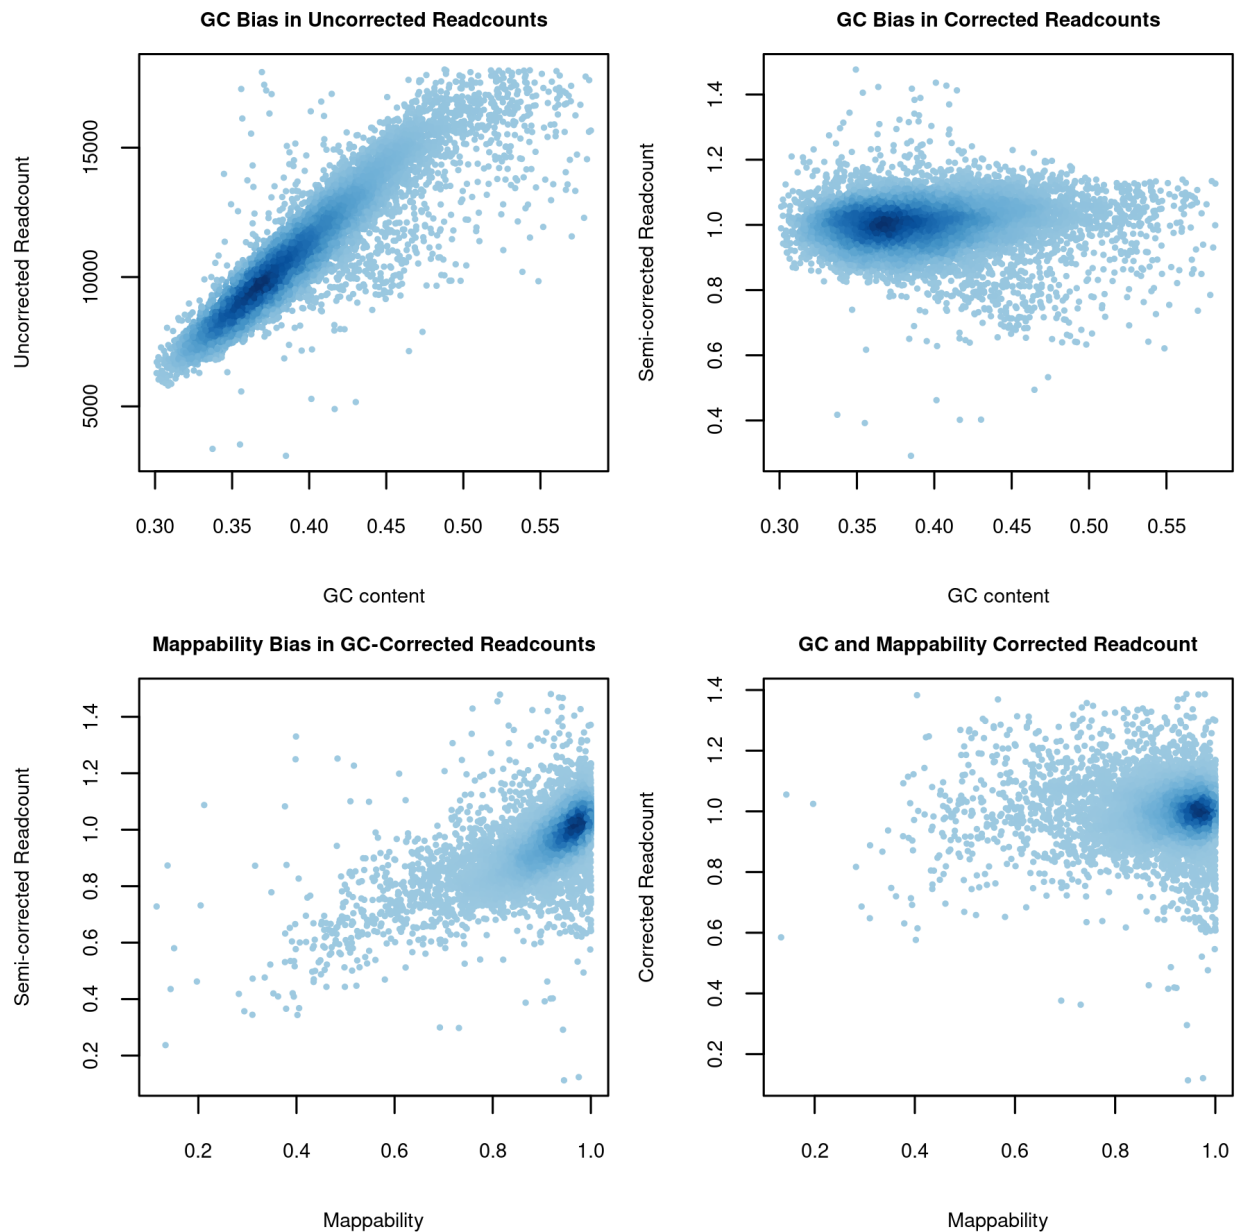 GC Bias in Uncorrected Readcounts
Uncorrected Readcount
15000
10000
5000
0.30 0.35 0.40 0.45 0.50 0.55
GC content
GC Bias in Corrected Readcounts
Semi-corrected Readcount
1.4
1.2
1.0
0.8
0.6
0.4
0.30 0.35 0.40 0.45 0.50 0.55
GC content
Mappability Bias in GC-Corrected Readcounts
Semi-corrected Readcount
1.4
1.2
1.0
0.8
0.6
0.4
0.2
0.2 0.4 0.6 0.8 1.0
Mappability
GC and Mappability Corrected Readcount
Corrected Readcount
1.4
1.2
1.0
0.8
0.6
0.4
0.2
0.2 0.4 0.6 0.8 1.0
Mappability